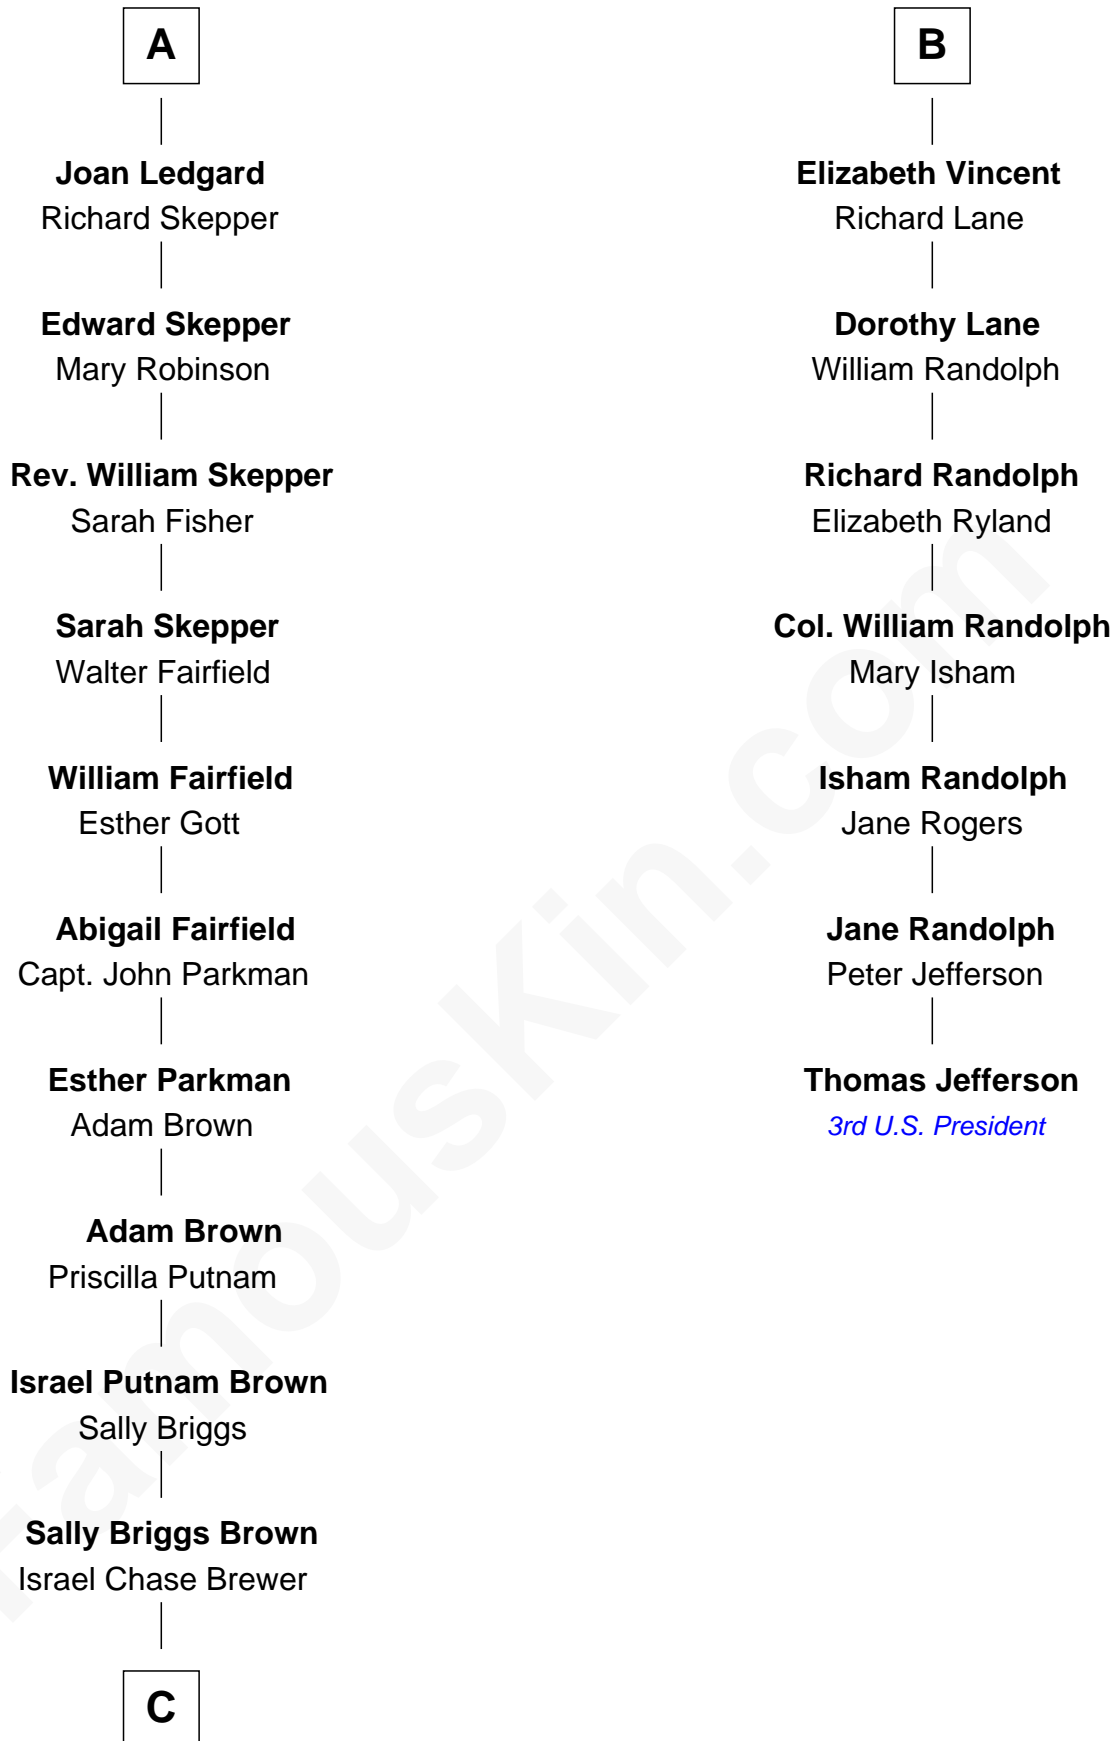 A
Joan Ledgard
Richard Skepper
Edward Skepper
Mary Robinson
Rev. William Skepper
Sarah Fisher
Sarah Skepper
Walter Fairfield
William Fairfield
Esther Gott
Abigail Fairfield
Capt. John Parkman
Esther Parkman
Adam Brown
Adam Brown
Priscilla Putnam
Israel Putnam Brown
Sally Briggs
Sally Briggs Brown
Israel Chase Brewer
C
B
Elizabeth Vincent
Richard Lane
Dorothy Lane
William Randolph
Richard Randolph
Elizabeth Ryland
Col. William Randolph
Mary Isham
Isham Randolph
Jane Rogers
Jane Randolph
Peter Jefferson
Thomas Jefferson
3rd U.S. President
FamousKin.com